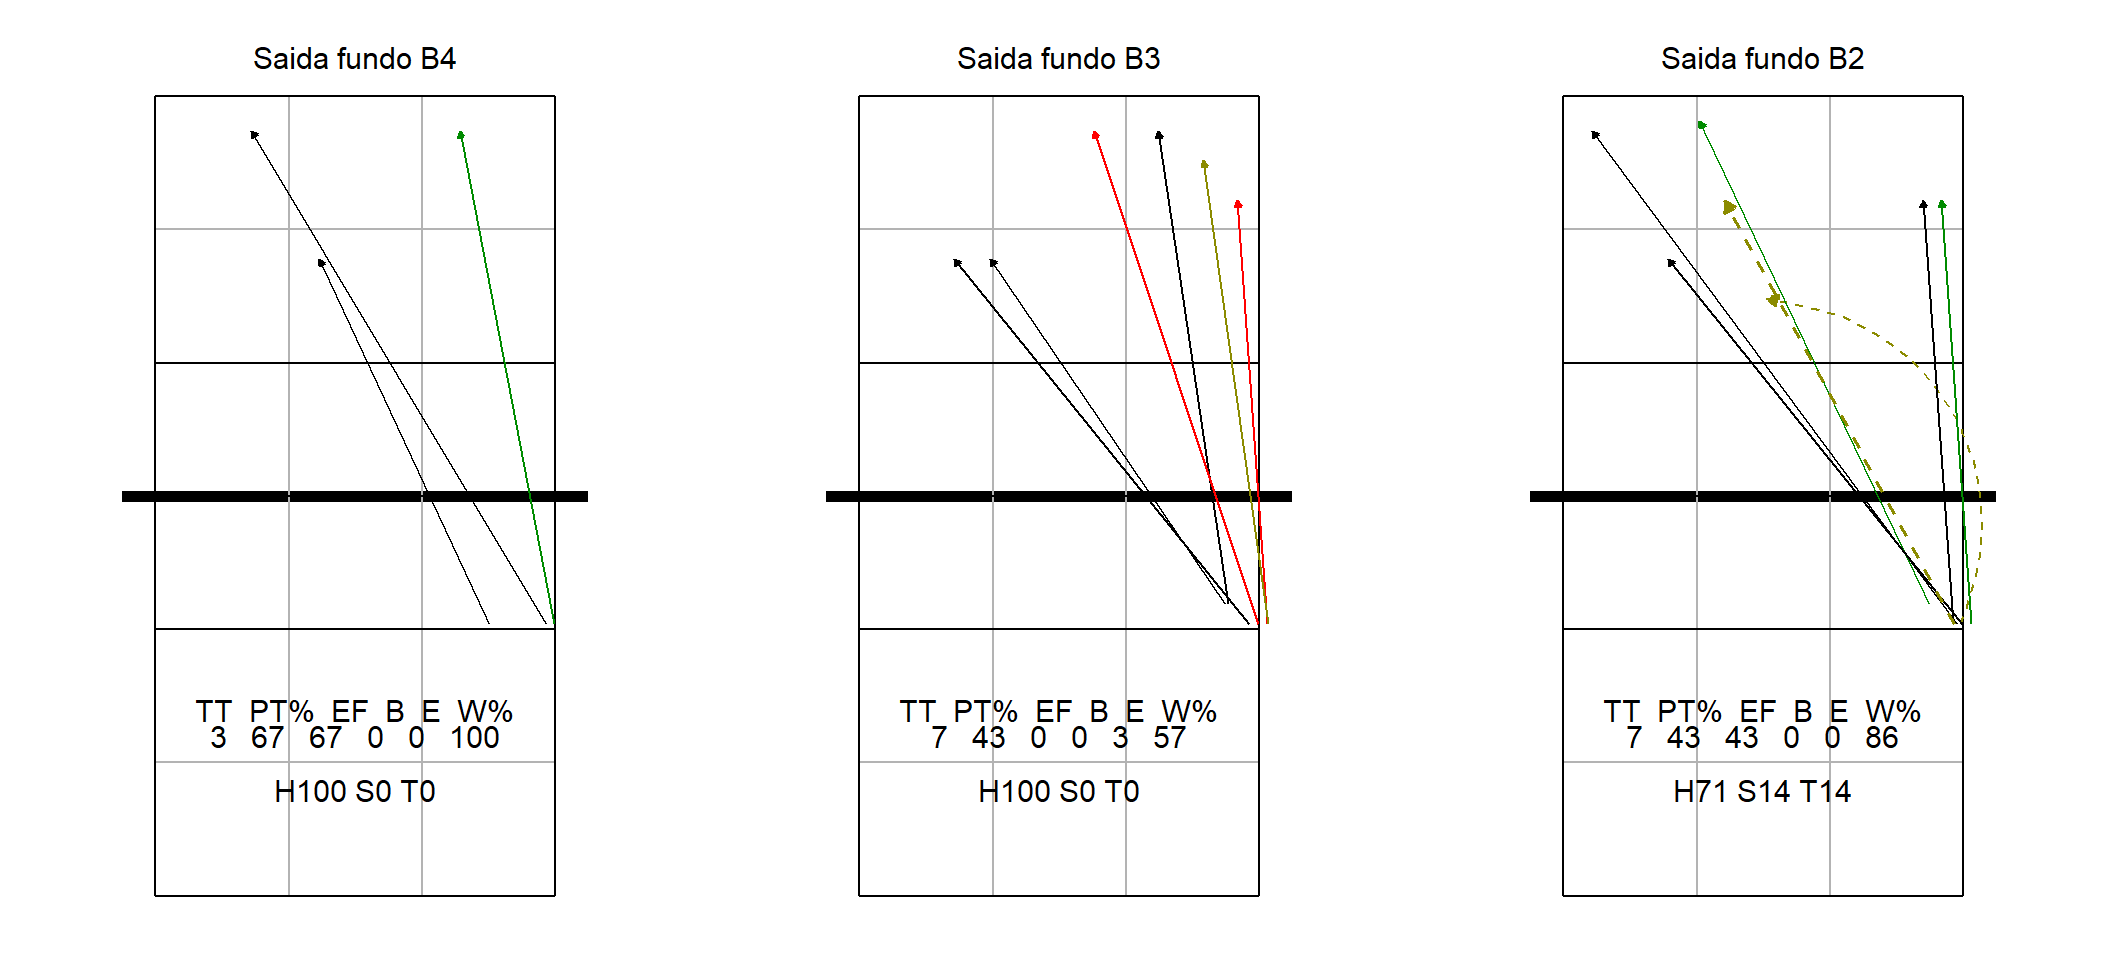 Saida fundo B4
TT PT% EF B E W%
3 67 67 0 0 100
H100 S0 T0
Saida fundo B3
TT PT% EF B E W%
7 43 0 0 3 57
H100 S0 T0
Saida fundo B2
TT PT% EF B E W%
7 43 43 0 0 86
H71 S14 T14